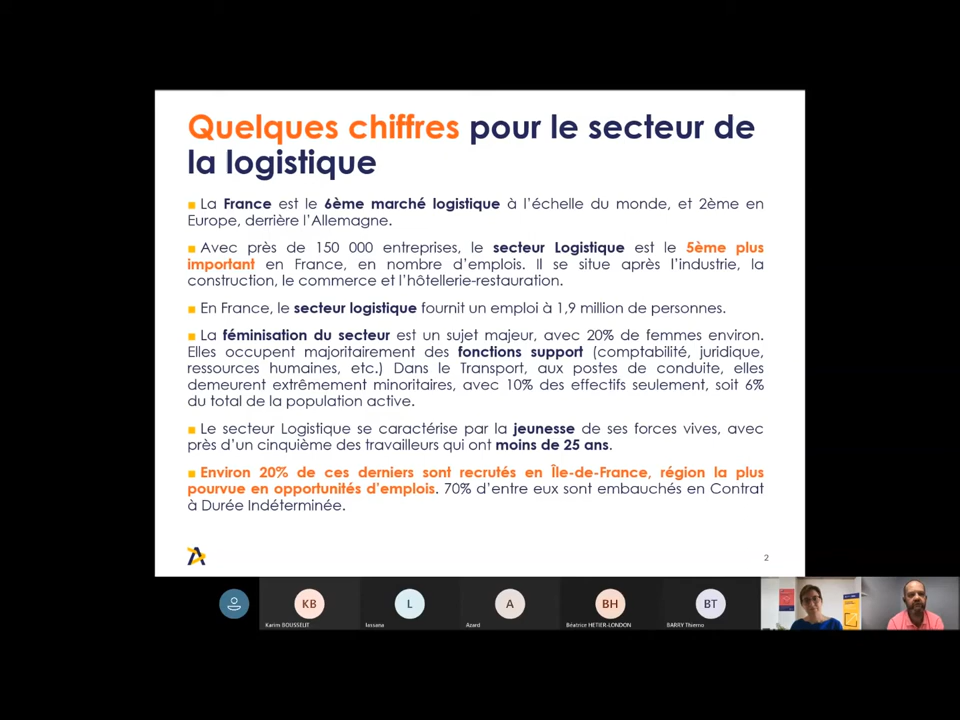 Quelques chiffres pour le secteur de
la logistique
■ La France est le 6ème marché logistique à l'échelle du monde, et 2ème en
Europe, derrière l'Allemagne.
■ Avec près de 150 000 entreprises, le secteur Logistique est le 5ème plus
important en France, en nombre d'emplois. Il se situe après l'industrie, la
construction, le commerce et l'hôtellerie-restauration.
■ En France, le secteur logistique fournit un emploi à 1,9 million de personnes.
■ La féminisation du secteur est un sujet majeur, avec 20% de femmes environ.
Elles occupent majoritairement des fonctions support (comptabilité, juridique,
ressources humaines, etc.) Dans le Transport, aux postes de conduite, elles
demeurent extrêmement minoritaires, avec 10% des effectifs seulement, soit 6%
du total de la population active.
■ Le secteur Logistique se caractérise par la jeunesse de ses forces vives, avec
près d'un cinquième des travailleurs qui ont moins de 25 ans.
■ Environ 20% de ces derniers sont recrutés en Île-de-France, région la plus
pourvue en opportunités d'emplois. 70% d'entre eux sont embauchés en Contrat
à Durée Indéterminée.
2
KB
L
A
BH
BT
Karim BOUSSELIT
lassana
Azard
Béatrice HETIER-LONDON
BARRY Thierno